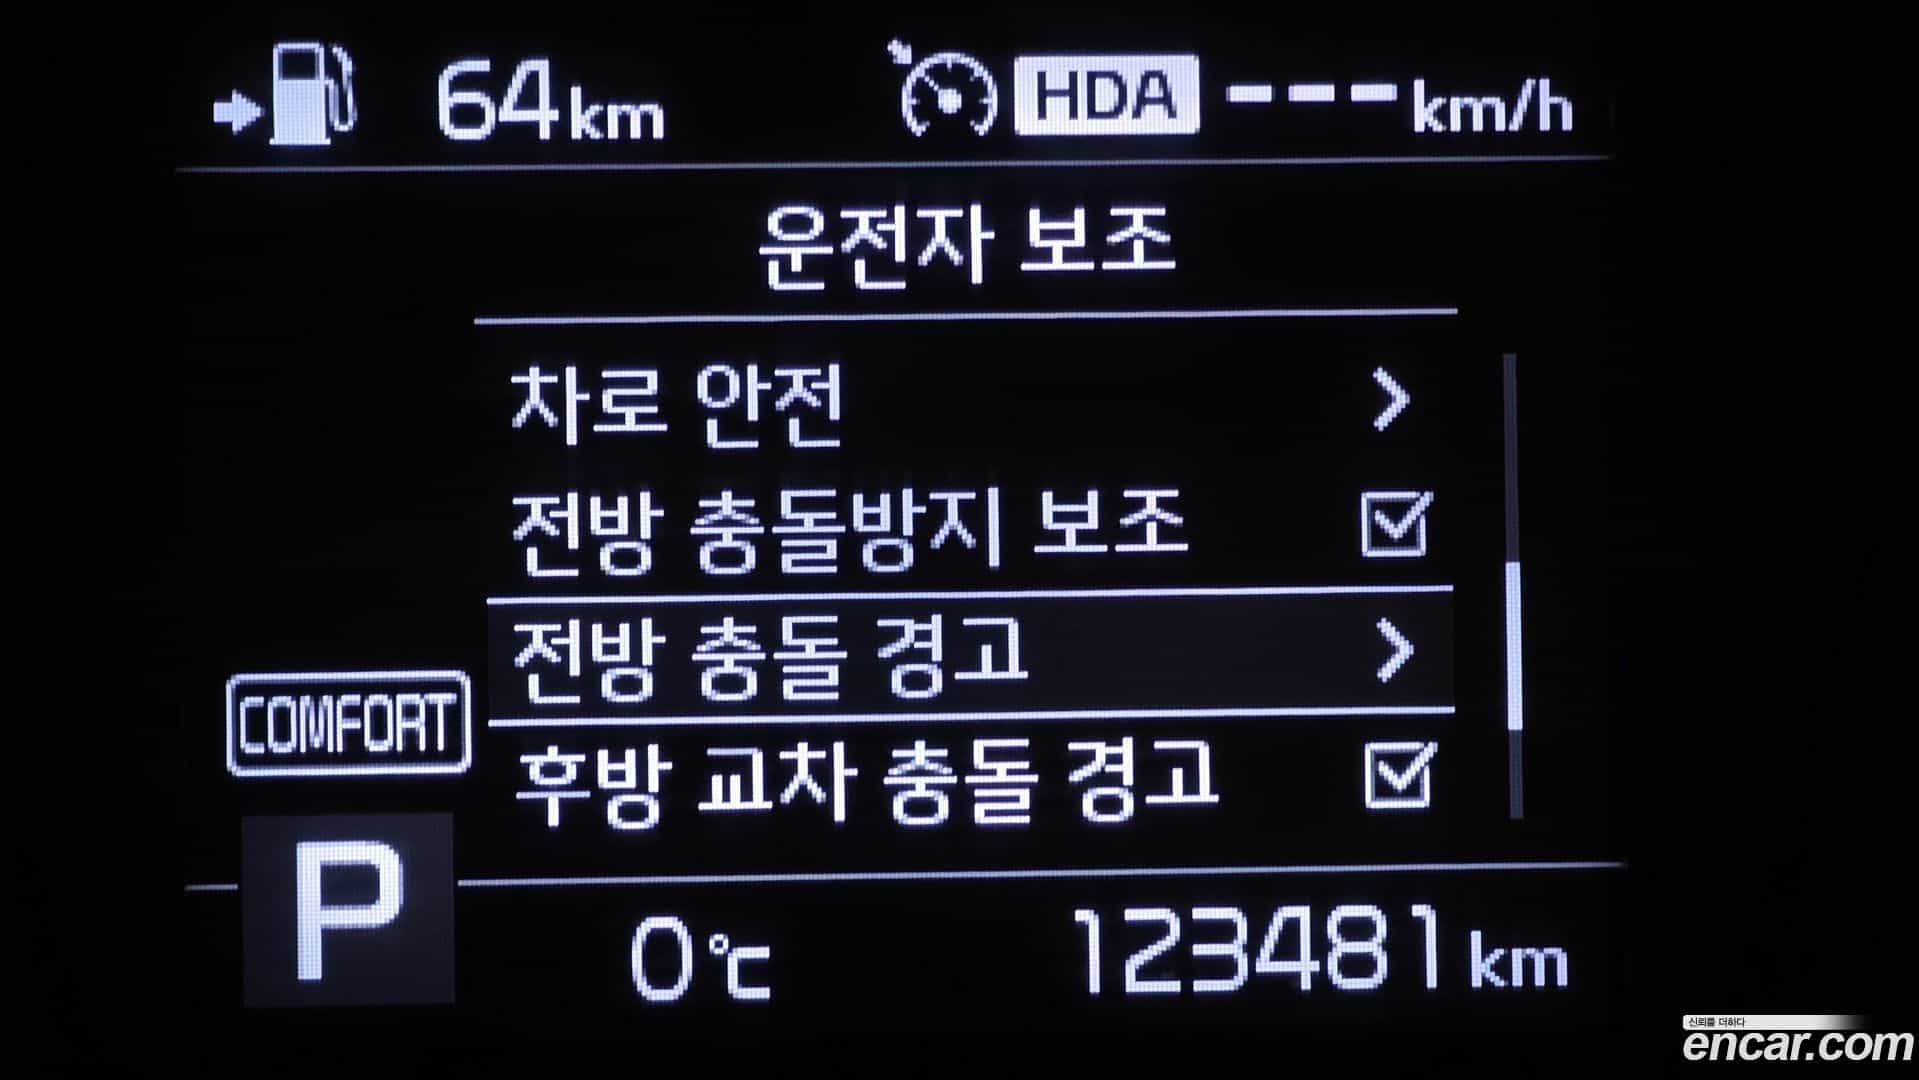 64km
HDA ---km/h
운전자 보조
차로 안전
전방 충돌방지 보조
전방 충돌 경고
COMFORT
후방 교차 충돌 경고
P
0℃
123481 km
신뢰를 더하다
encar.com